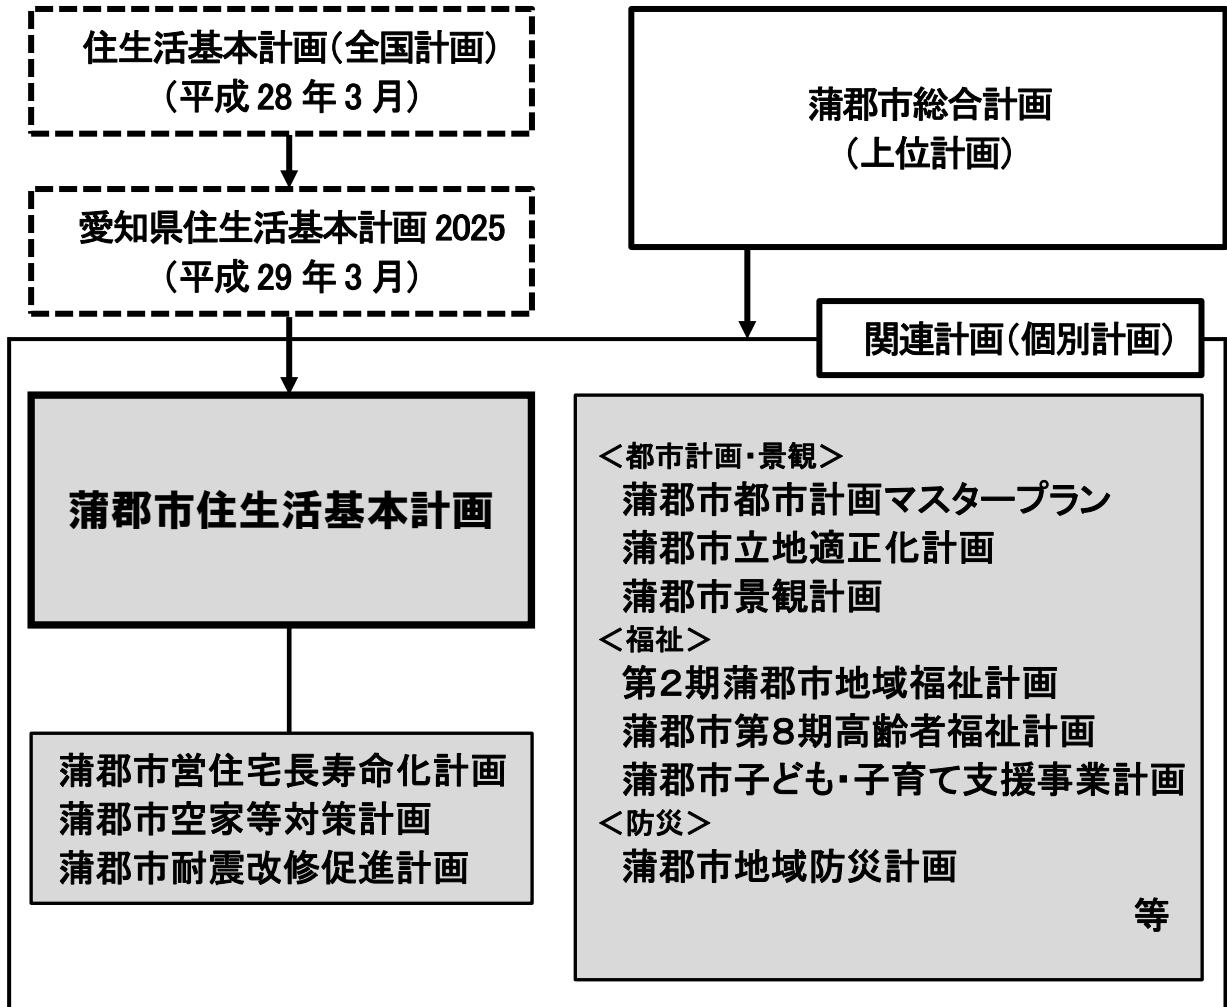 住生活基本計画(全国計画)
(平成 28 年 3 月)
愛知県住生活基本計画 2025
(平成 29 年 3 月)
蒲郡市総合計画
(上位計画)
関連計画(個別計画)
蒲郡市住生活基本計画
蒲郡市営住宅長寿命化計画
蒲郡市空家等対策計画
蒲郡市耐震改修促進計画
<都市計画・景観>
蒲郡市都市計画マスタープラン
蒲郡市立地適正化計画
蒲郡市景観計画
<福祉>
第2期蒲郡市地域福祉計画
蒲郡市第8期高齢者福祉計画
蒲郡市子ども・子育て支援事業計画
<防災>
蒲郡市地域防災計画
等